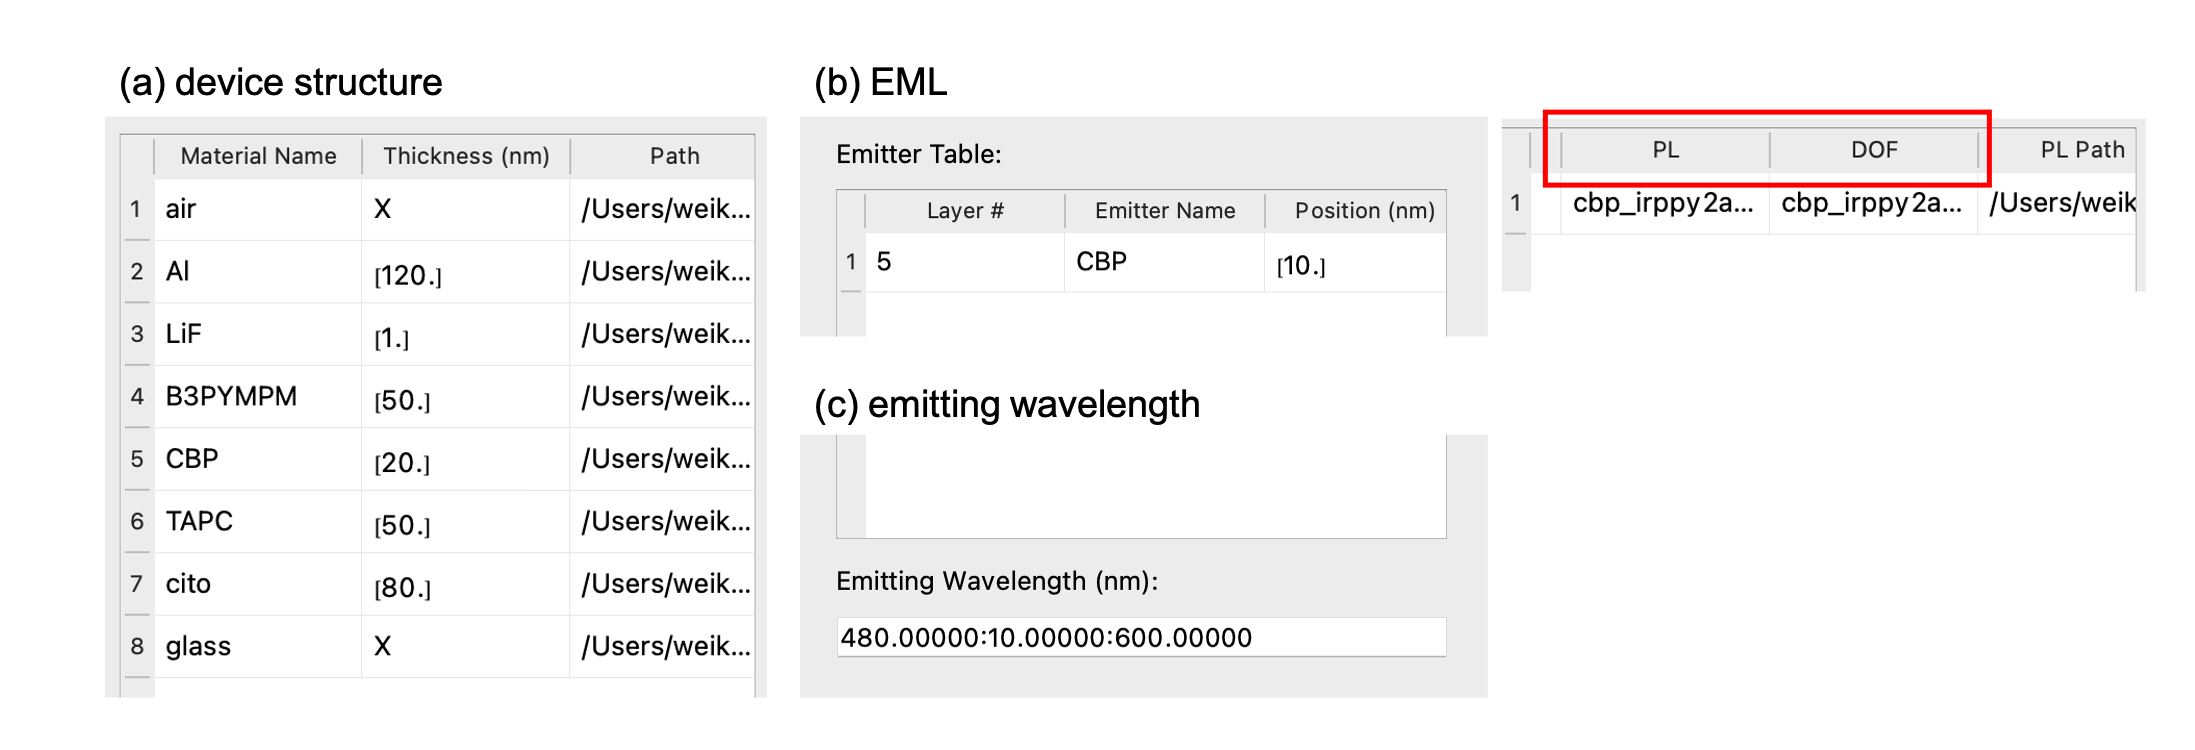 (a) device structure
Material Name Thickness (nm) Path
1 air X /Users/weik...
2 Al [120.] /Users/weik...
3 LiF [1.] /Users/weik...
4 B3PYMPM [50.] /Users/weik...
5 CBP [20.] /Users/weik...
6 TAPC [50.] /Users/weik...
7 cito [80.] /Users/weik...
8 glass X /Users/weik...
(b) EML
Emitter Table:
Layer # Emitter Name Position (nm)
1 5 CBP [10.]
PL DOF PL Path
1 cbp_irppy2a... cbp_irppy2a... /Users/weik
(c) emitting wavelength
Emitting Wavelength (nm):
480.00000:10.00000:600.00000